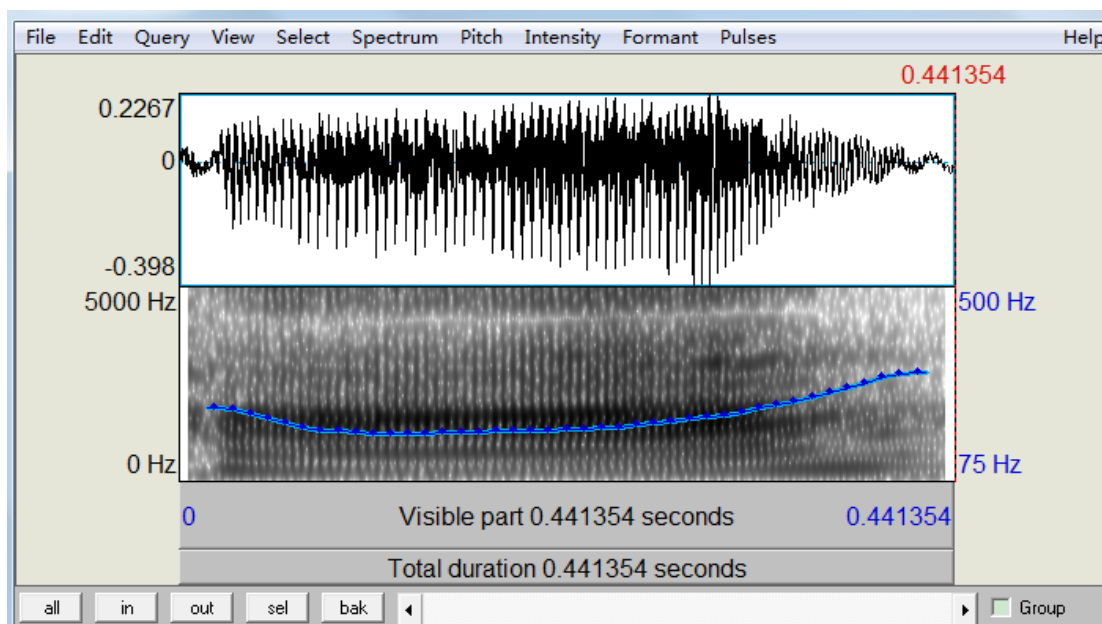 File Edit Query View Select Spectrum Pitch Intensity Formant Pulses Help
0.441354
0.2267
0
-0.398
5000 Hz 500 Hz
0 Hz 75 Hz
0 Visible part 0.441354 seconds 0.441354
Total duration 0.441354 seconds
all in out sel bak Group